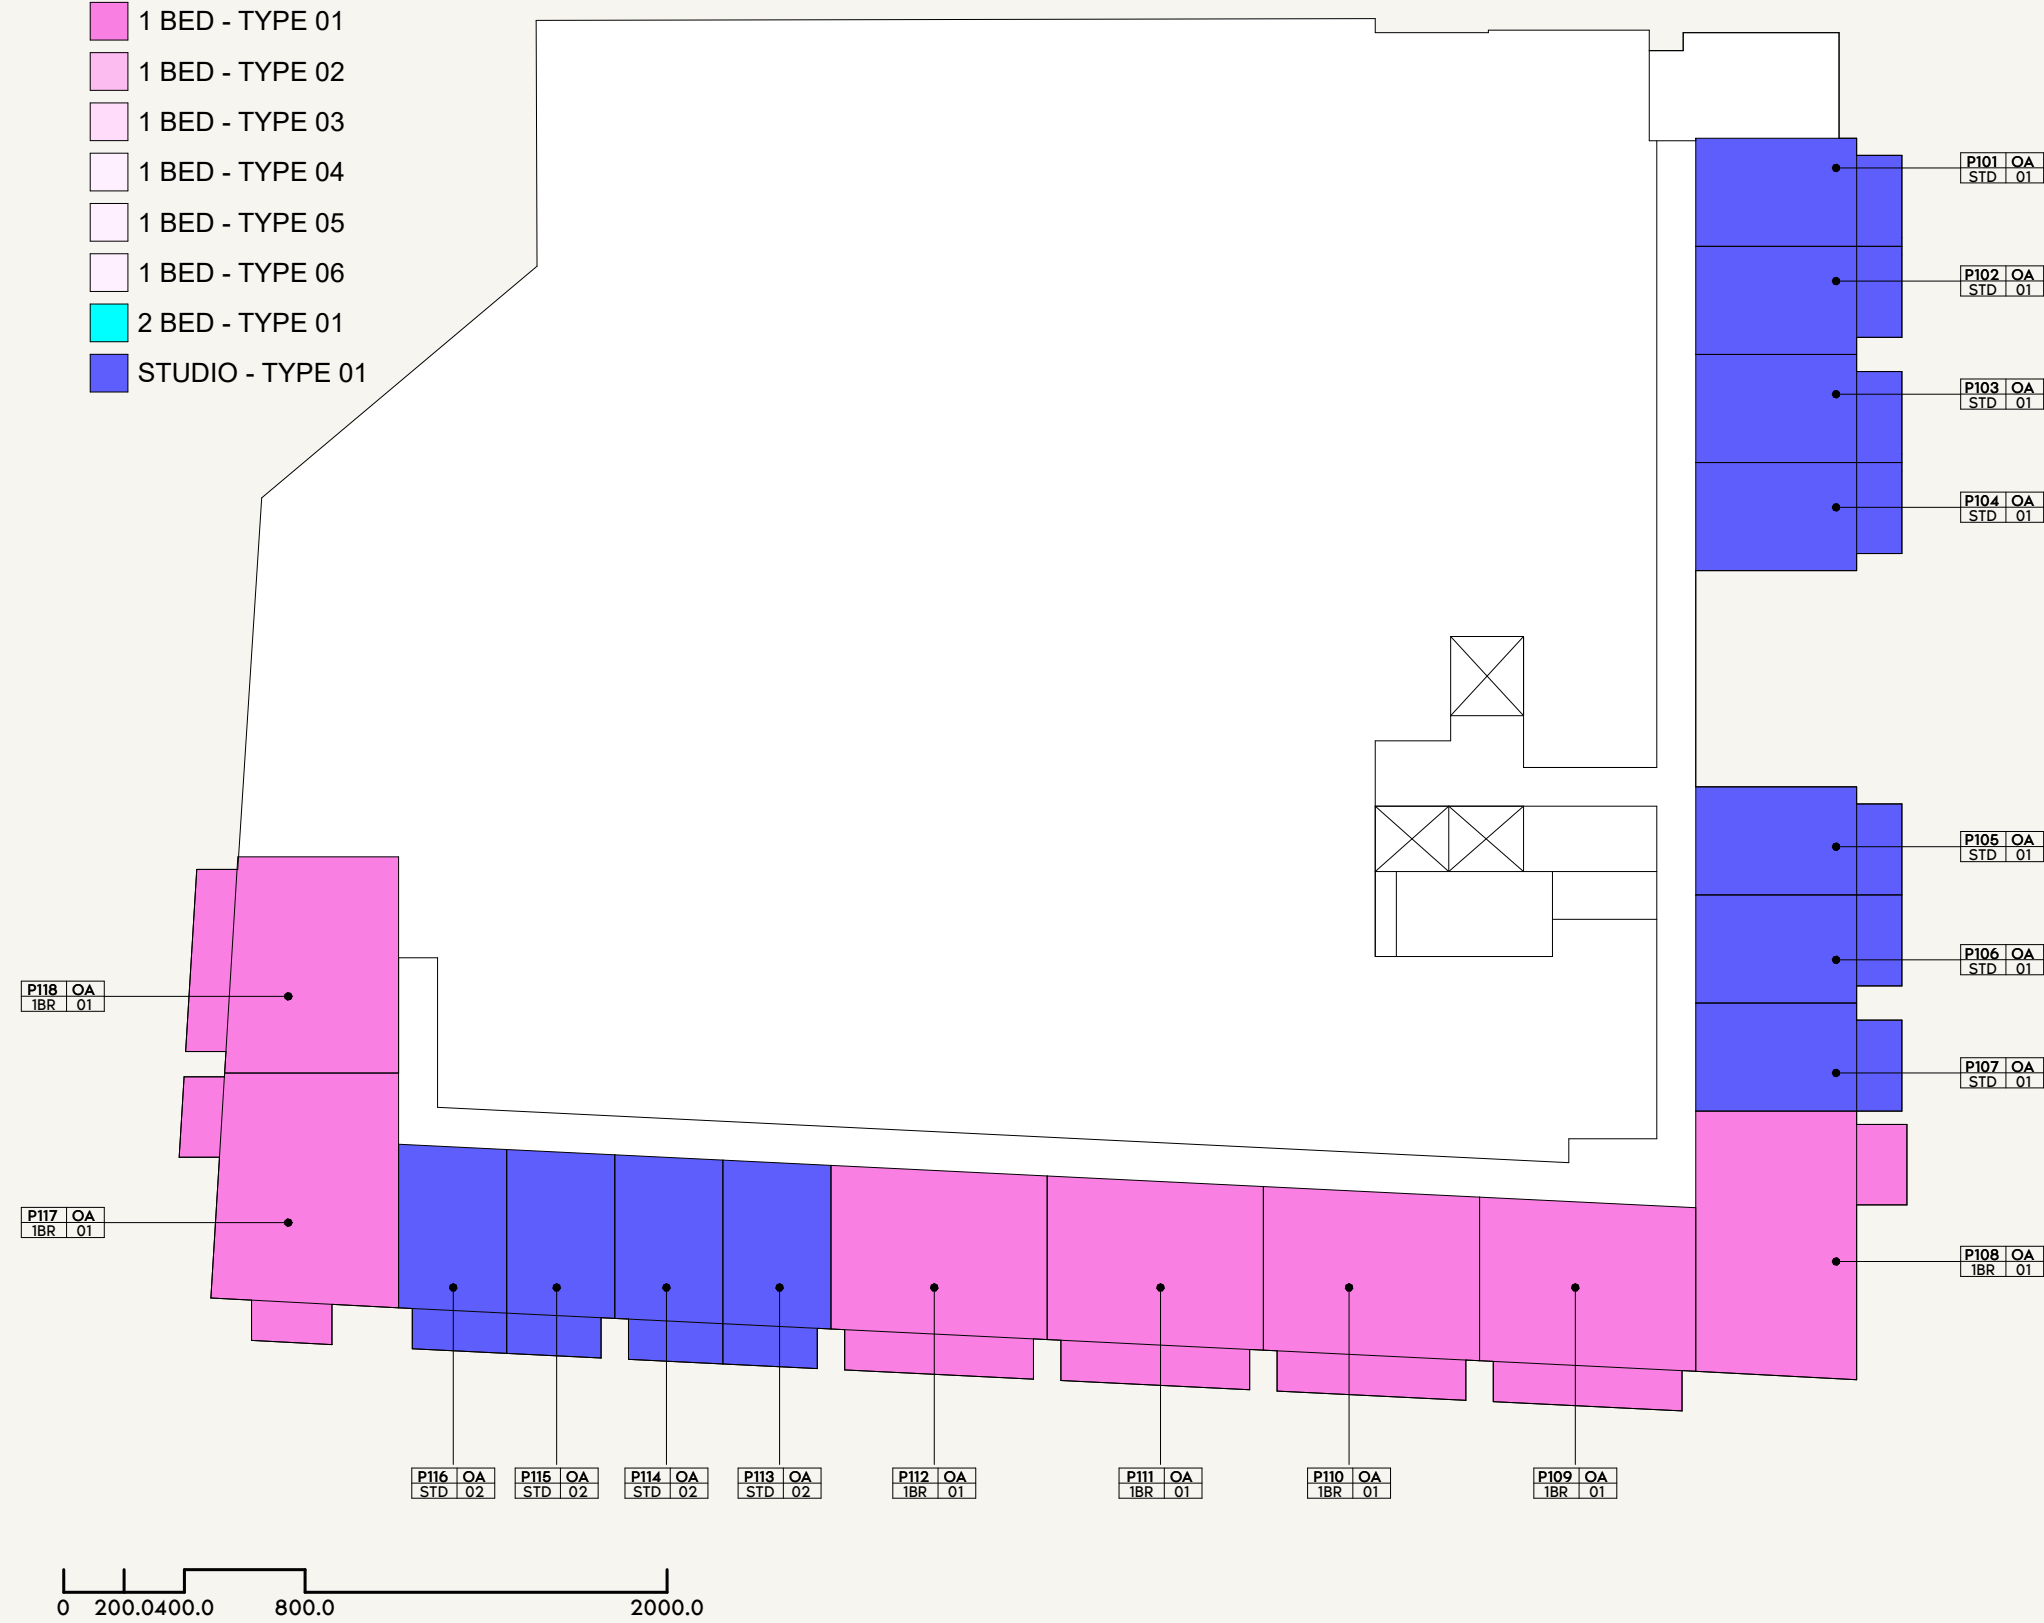 1 BED - TYPE 01
1 BED - TYPE 02
1 BED - TYPE 03
1 BED - TYPE 04
1 BED - TYPE 05
1 BED - TYPE 06
2 BED - TYPE 01
STUDIO - TYPE 01
P101 OA
STD 01
P102 OA
STD 01
P103 OA
STD 01
P104 OA
STD 01
P105 OA
STD 01
P106 OA
STD 01
P107 OA
STD 01
P108 OA
1BR 01
P118 OA
1BR 01
P117 OA
1BR 01
P116 OA
STD 02
P115 OA
STD 02
P114 OA
STD 02
P113 OA
STD 02
P112 OA
1BR 01
P111 OA
1BR 01
P110 OA
1BR 01
P109 OA
1BR 01
0 200.0400.0 800.0 2000.0